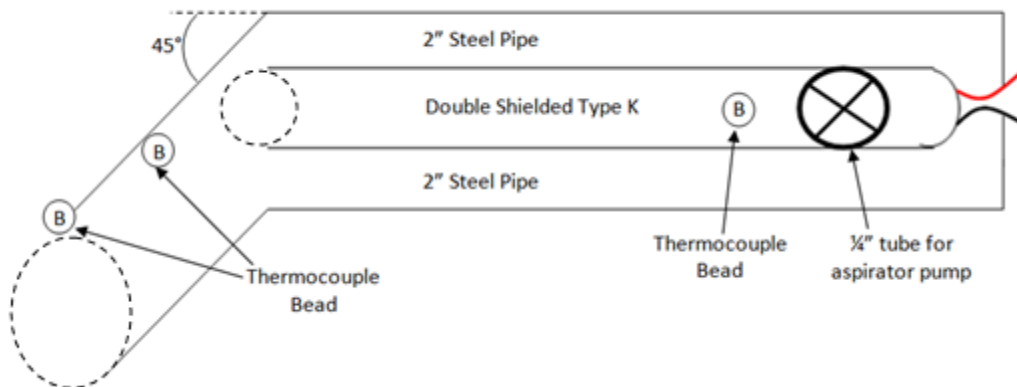 45°
2” Steel Pipe
Double Shielded Type K
B
B
B
2” Steel Pipe
Thermocouple
Bead
¼” tube for
aspirator pump
Thermocouple
Bead